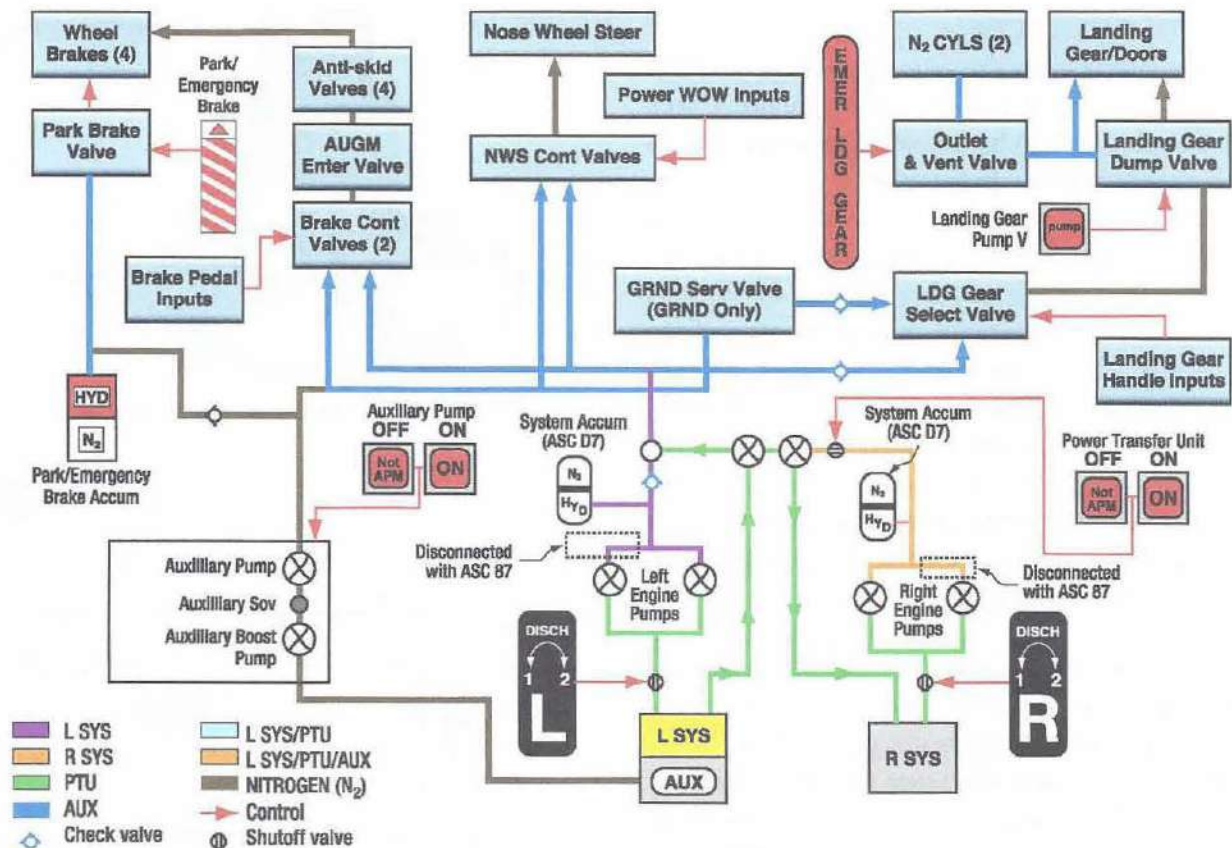 Wheel
Brakes (4)
Park/
Emergency
Brake
Anti-skid
Valves (4)
Park Brake
Valve
AUGM
Enter Valve
Brake Cont
Valves (2)
Brake Pedal
Inputs
Nose Wheel Steer
Power WOW Inputs
NWS Cont Valves
EMER LDG GEAR
N₂ CYLS (2)
Landing
Gear/Doors
Outlet
& Vent Valve
Landing Gear
Dump Valve
Landing Gear
Pump V
pump
GRND Serv Valve
(GRND Only)
LDG Gear
Select Valve
Landing Gear
Handle Inputs
HYD
N₂
Park/Emergency
Brake Accum
Auxiliary Pump
OFF ON
Not
APM
ON
System Accum
(ASC D7)
N₂
HYD
System Accum
(ASC D7)
N₂
HYD
Power Transfer Unit
OFF ON
Not
APM
ON
Disconnected
with ASC 87
Left
Engine
Pumps
Right
Engine
Pumps
Disconnected
with ASC 87
Auxiliary Pump
Auxiliary Sov
Auxiliary Boost
Pump
DISCH
1 2
L
DISCH
1 2
R
L SYS
AUX
R SYS
L SYS
R SYS
PTU
AUX
Check valve
L SYS/PTU
L SYS/PTU/AUX
NITROGEN (N₂)
Control
Shutoff valve